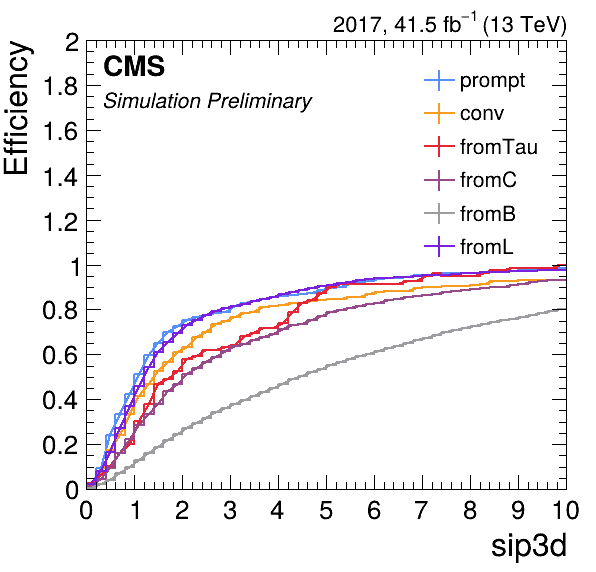 2017, 41.5 fb⁻¹ (13 TeV)
CMS
Simulation Preliminary
prompt
conv
fromTau
fromC
fromB
fromL
Efficiency
2
1.8
1.6
1.4
1.2
1
0.8
0.6
0.4
0.2
0
0 1 2 3 4 5 6 7 8 9 10
sip3d